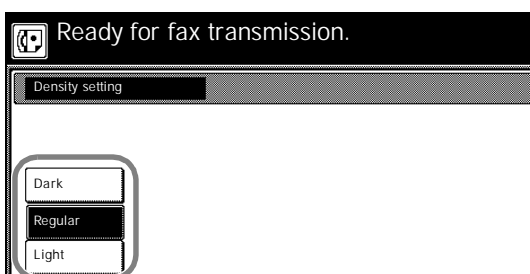 Ready for fax transmission.
Density setting
Dark
Regular
Light